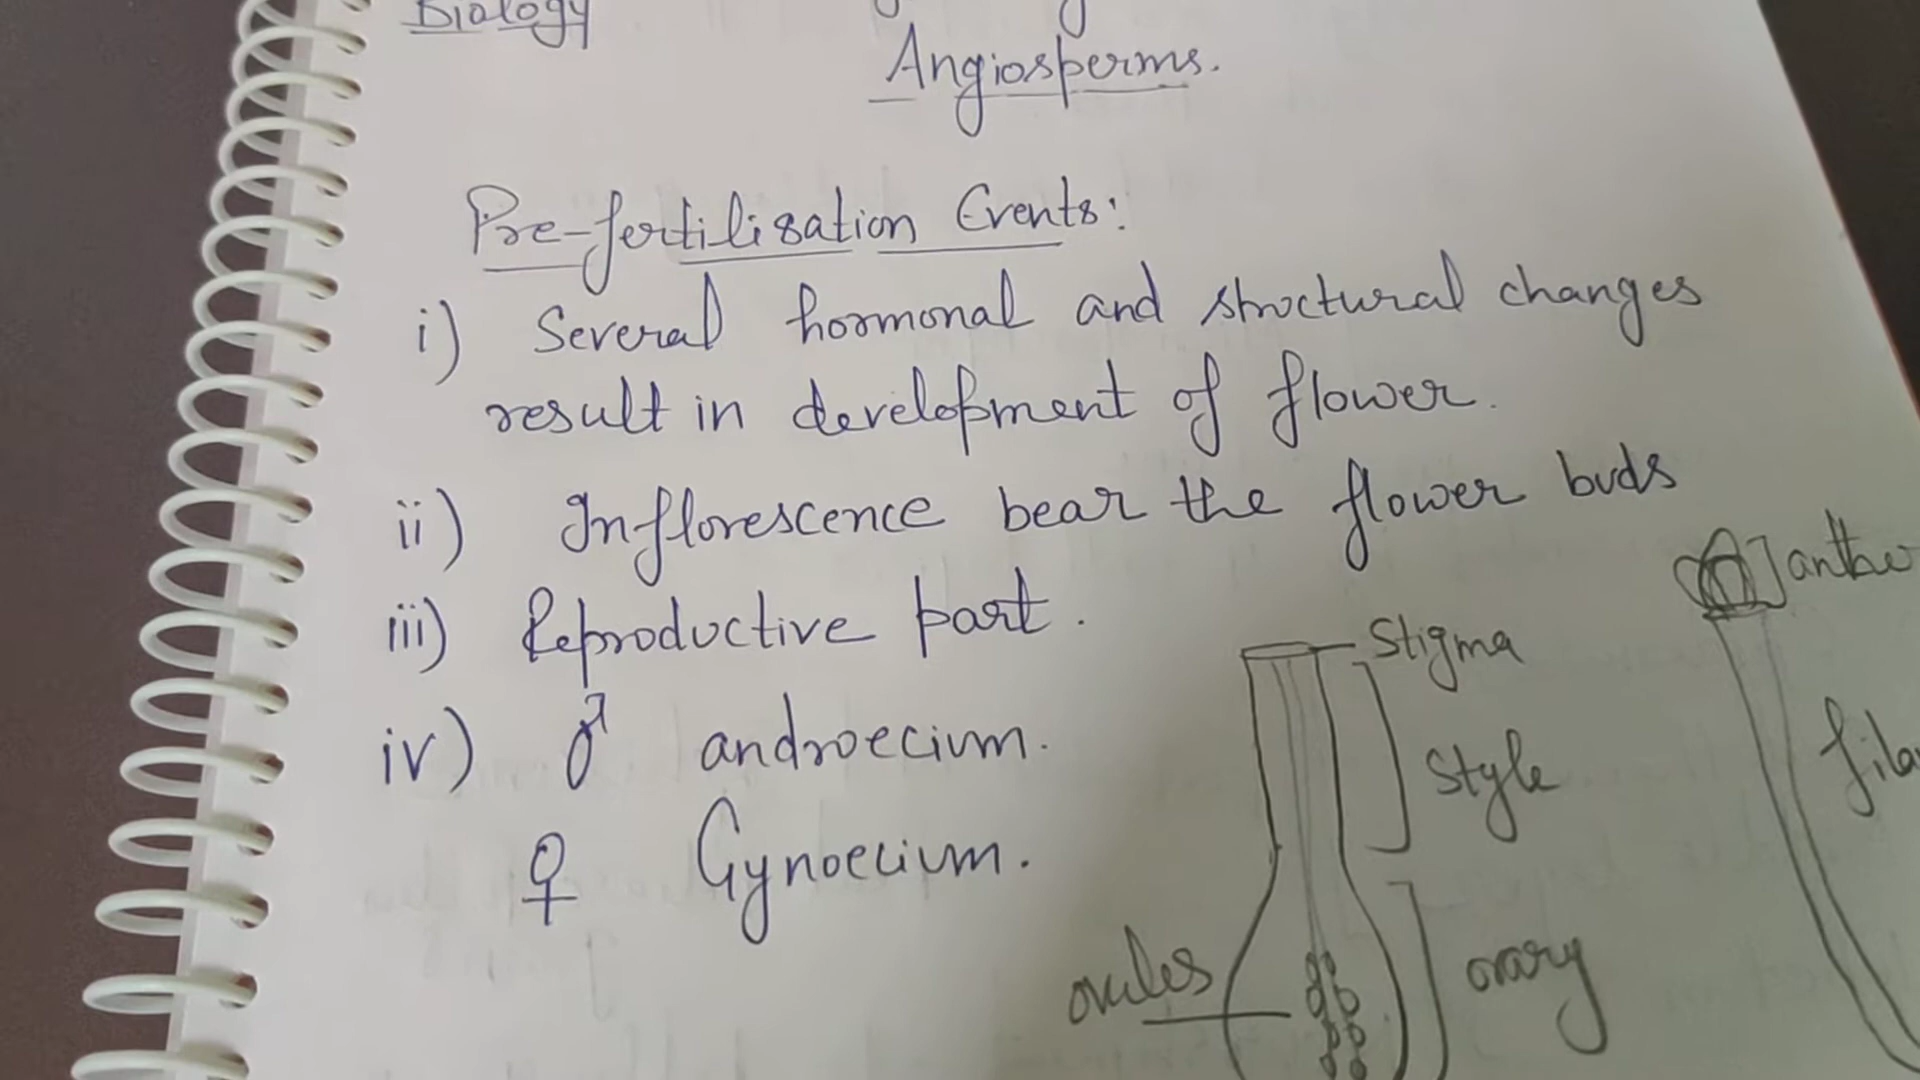 Biology
Angiosperms.
Pre-fertilisation Events:
i) Several hormonal and structural changes
result in development of flower.
ii) Inflorescence bear the flower buds
iii) Reproductive part.
iv) ♂ androecium.
♀ Gynoecium.
Stigma
Style
ovules
ovary